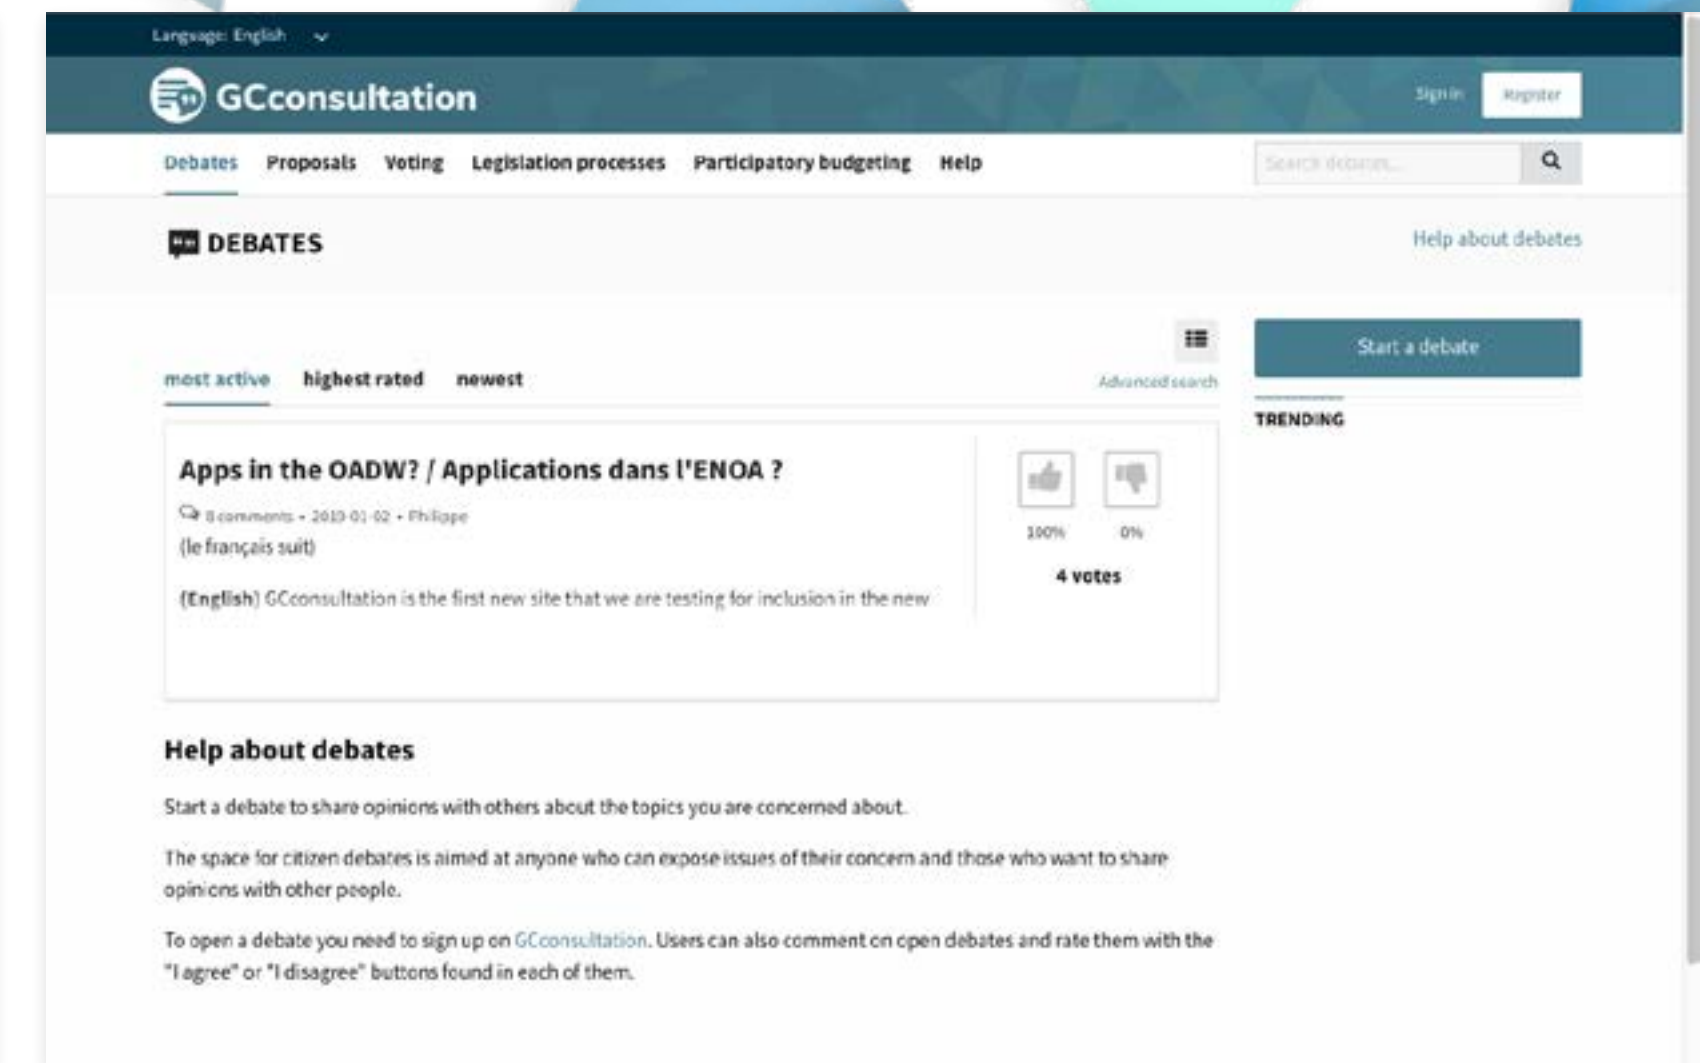 Language: English
GCconsultation
Sign in Register
Debates Proposals Voting Legislation processes Participatory budgeting Help
Search debates...
DEBATES
Help about debates
Start a debate
most active highest rated newest
Advanced search
TRENDING
Apps in the OADW? / Applications dans l'ENOA ?
8 comments • 2019-01-02 • Philippe
(le français suit)
(English) GCconsultation is the first new site that we are testing for inclusion in the new
100% 0%
4 votes
Help about debates
Start a debate to share opinions with others about the topics you are concerned about.
The space for citizen debates is aimed at anyone who can expose issues of their concern and those who want to share
opinions with other people.
To open a debate you need to sign up on GCconsultation. Users can also comment on open debates and rate them with the
"I agree" or "I disagree" buttons found in each of them.